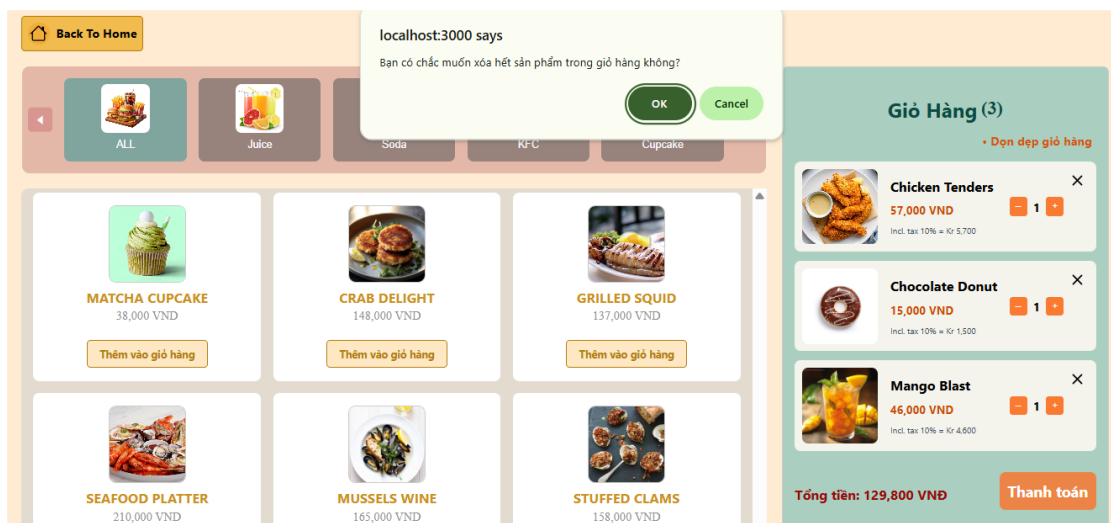 Back To Home
localhost:3000 says
Bạn có chắc muốn xóa hết sản phẩm trong giỏ hàng không?
OK
Cancel
ALL
Juice
Soda
KFC
Cupcake
MATCHA CUPCAKE
38,000 VND
Thêm vào giỏ hàng
CRAB DELIGHT
148,000 VND
Thêm vào giỏ hàng
GRILLED SQUID
137,000 VND
Thêm vào giỏ hàng
SEAFOOD PLATTER
210,000 VND
MUSSELS WINE
165,000 VND
STUFFED CLAMS
158,000 VND
Giỏ Hàng (3)
• Dọn dẹp giỏ hàng
Chicken Tenders
57,000 VND
Incl. tax 10% = Kr 5,700
– 1 +
Chocolate Donut
15,000 VND
Incl. tax 10% = Kr 1,500
– 1 +
Mango Blast
46,000 VND
Incl. tax 10% = Kr 4,600
– 1 +
Tổng tiền: 129,800 VNĐ
Thanh toán